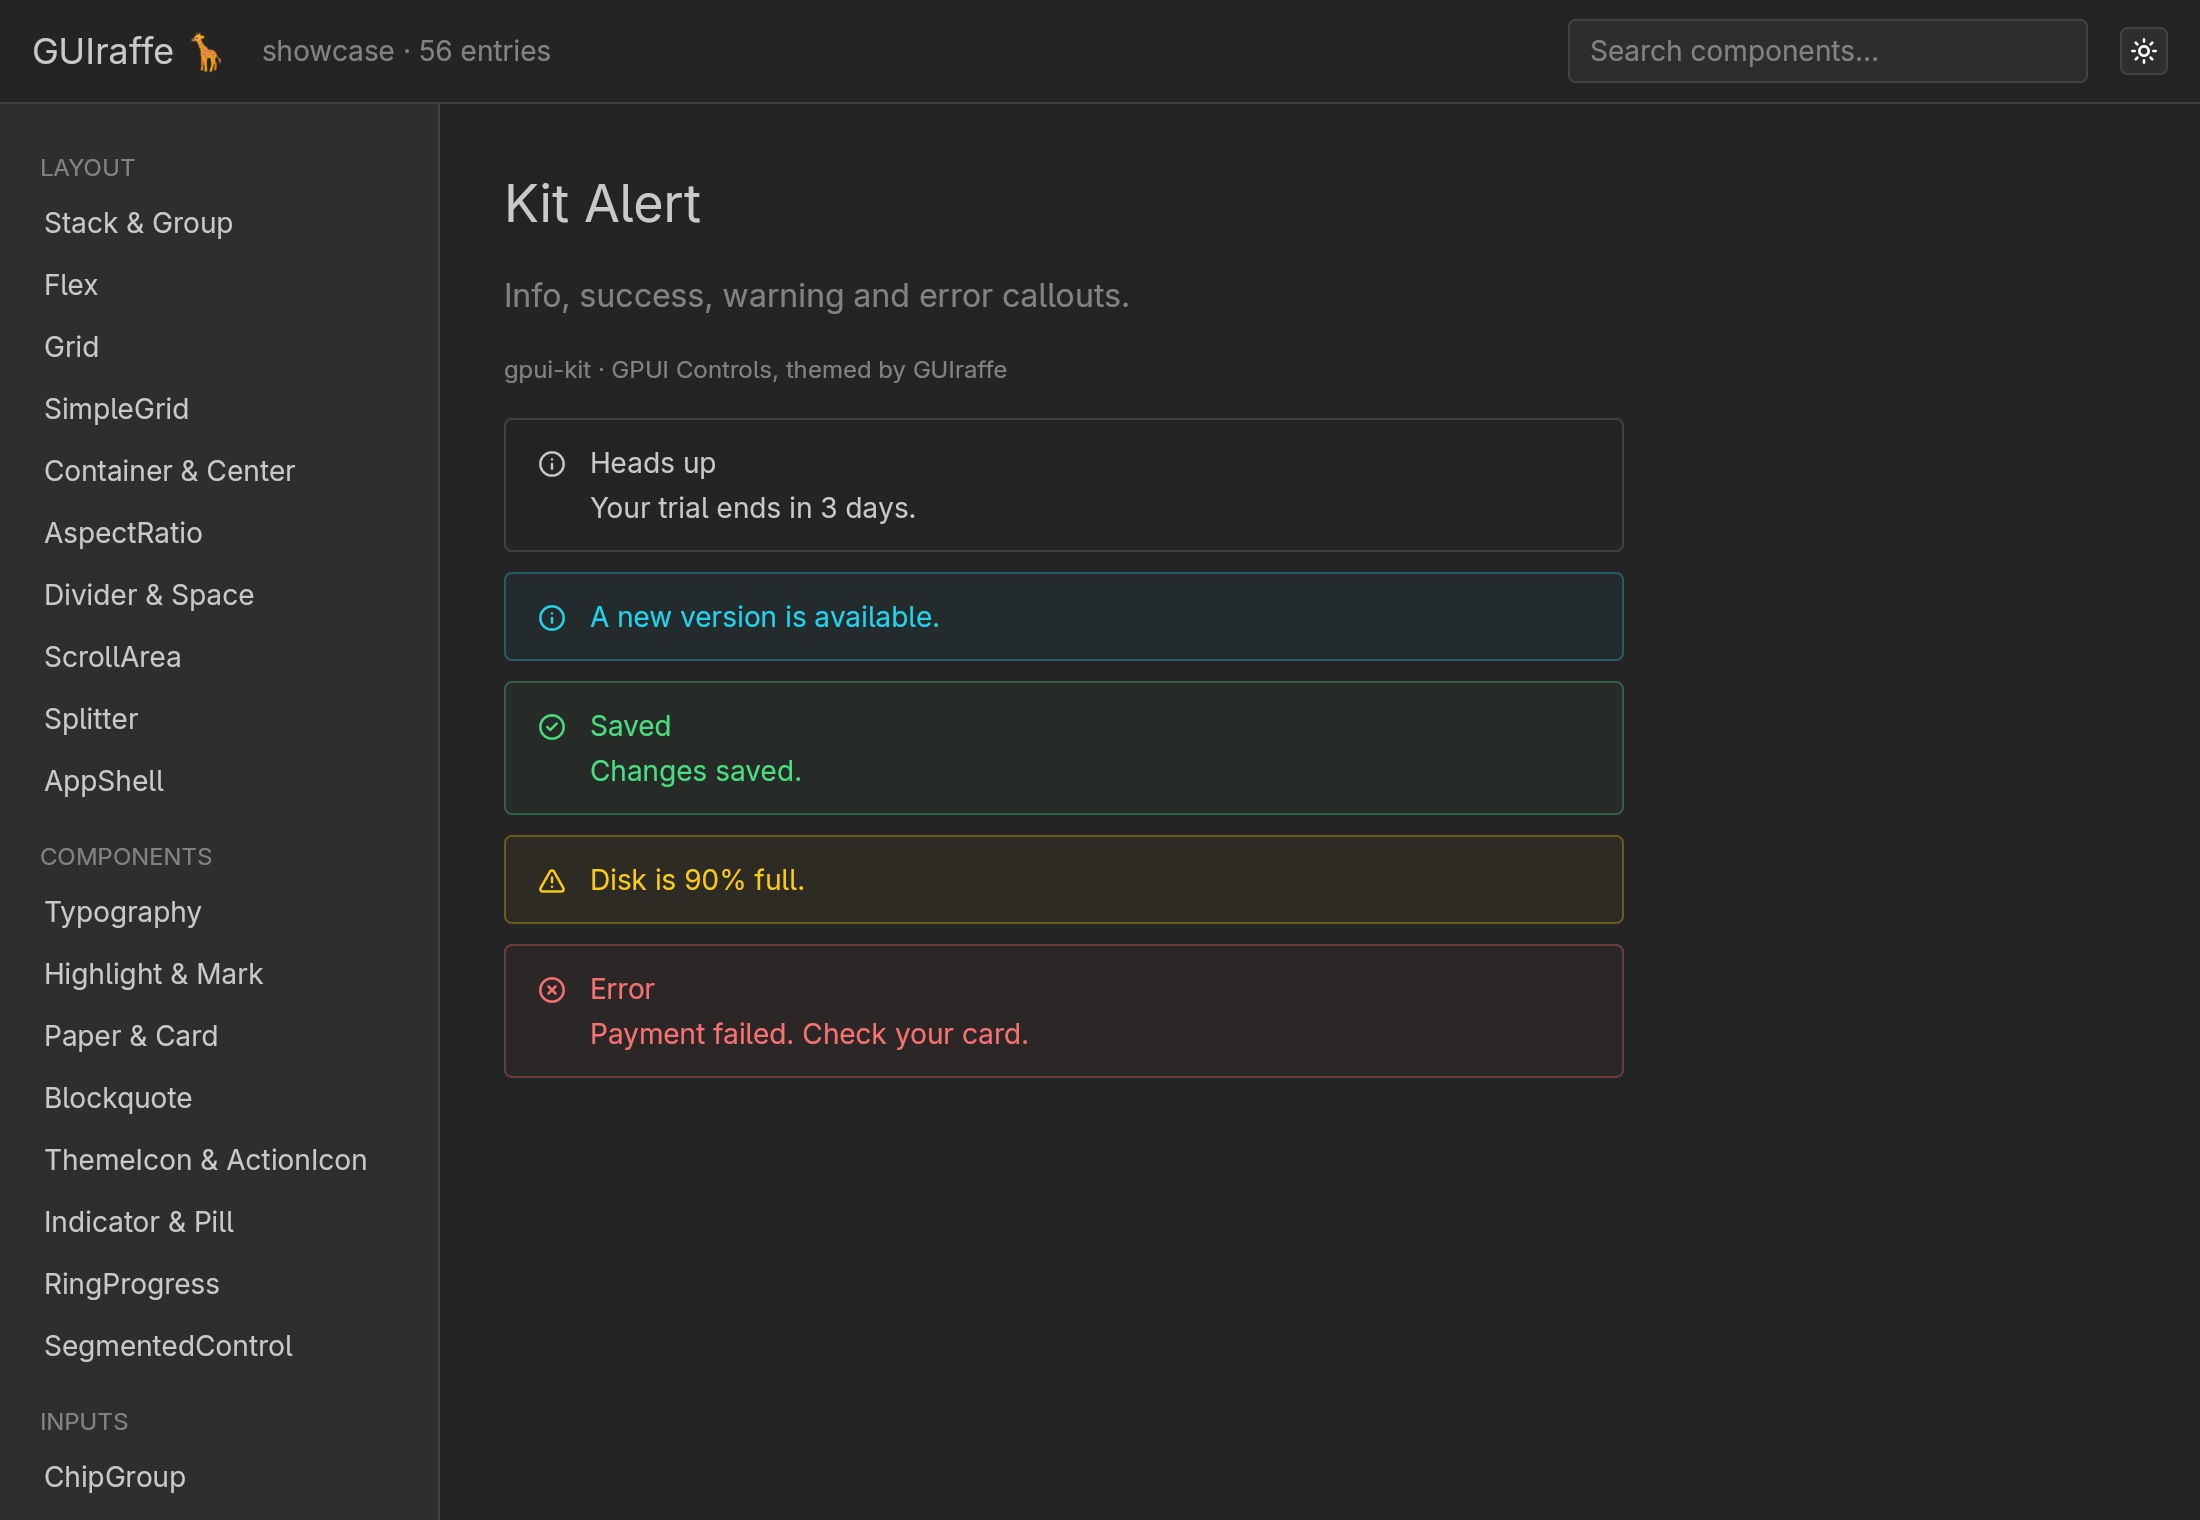 GUIraffe 🦒
showcase · 56 entries
Search components...
LAYOUT
Stack & Group
Flex
Grid
SimpleGrid
Container & Center
AspectRatio
Divider & Space
ScrollArea
Splitter
AppShell
COMPONENTS
Typography
Highlight & Mark
Paper & Card
Blockquote
ThemeIcon & ActionIcon
Indicator & Pill
RingProgress
SegmentedControl
INPUTS
ChipGroup
Kit Alert
Info, success, warning and error callouts.
gpui-kit · GPUI Controls, themed by GUIraffe
Heads up
Your trial ends in 3 days.
A new version is available.
Saved
Changes saved.
Disk is 90% full.
Error
Payment failed. Check your card.